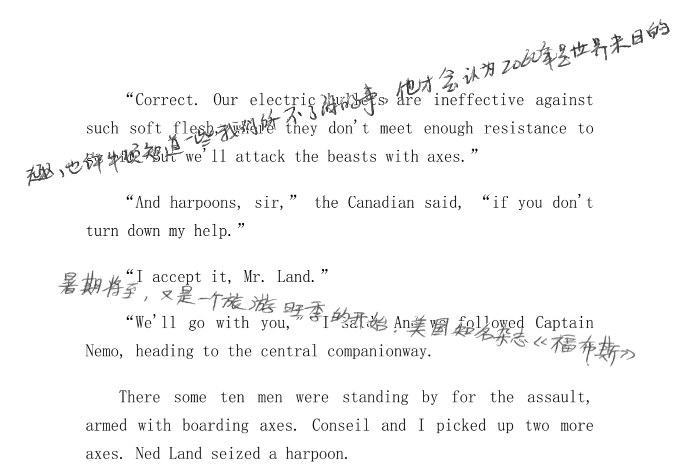 “Correct. Our electric bullets are ineffective against
such soft flesh, where they don't meet enough resistance to
But we'll attack the beasts with axes.”
“And harpoons, sir,” the Canadian said, “if you don't
turn down my help.”
“I accept it, Mr. Land.”
“We'll go with you,” I said. And we followed Captain
Nemo, heading to the central companionway.
There some ten men were standing by for the assault,
armed with boarding axes. Conseil and I picked up two more
axes. Ned Land seized a harpoon.
也许牛顿知道一些我们所不了解的事，他才会认为2060年是世界末日的
暑期将至，又是一个旅游旺季的开始，美国知名杂志《福布斯》